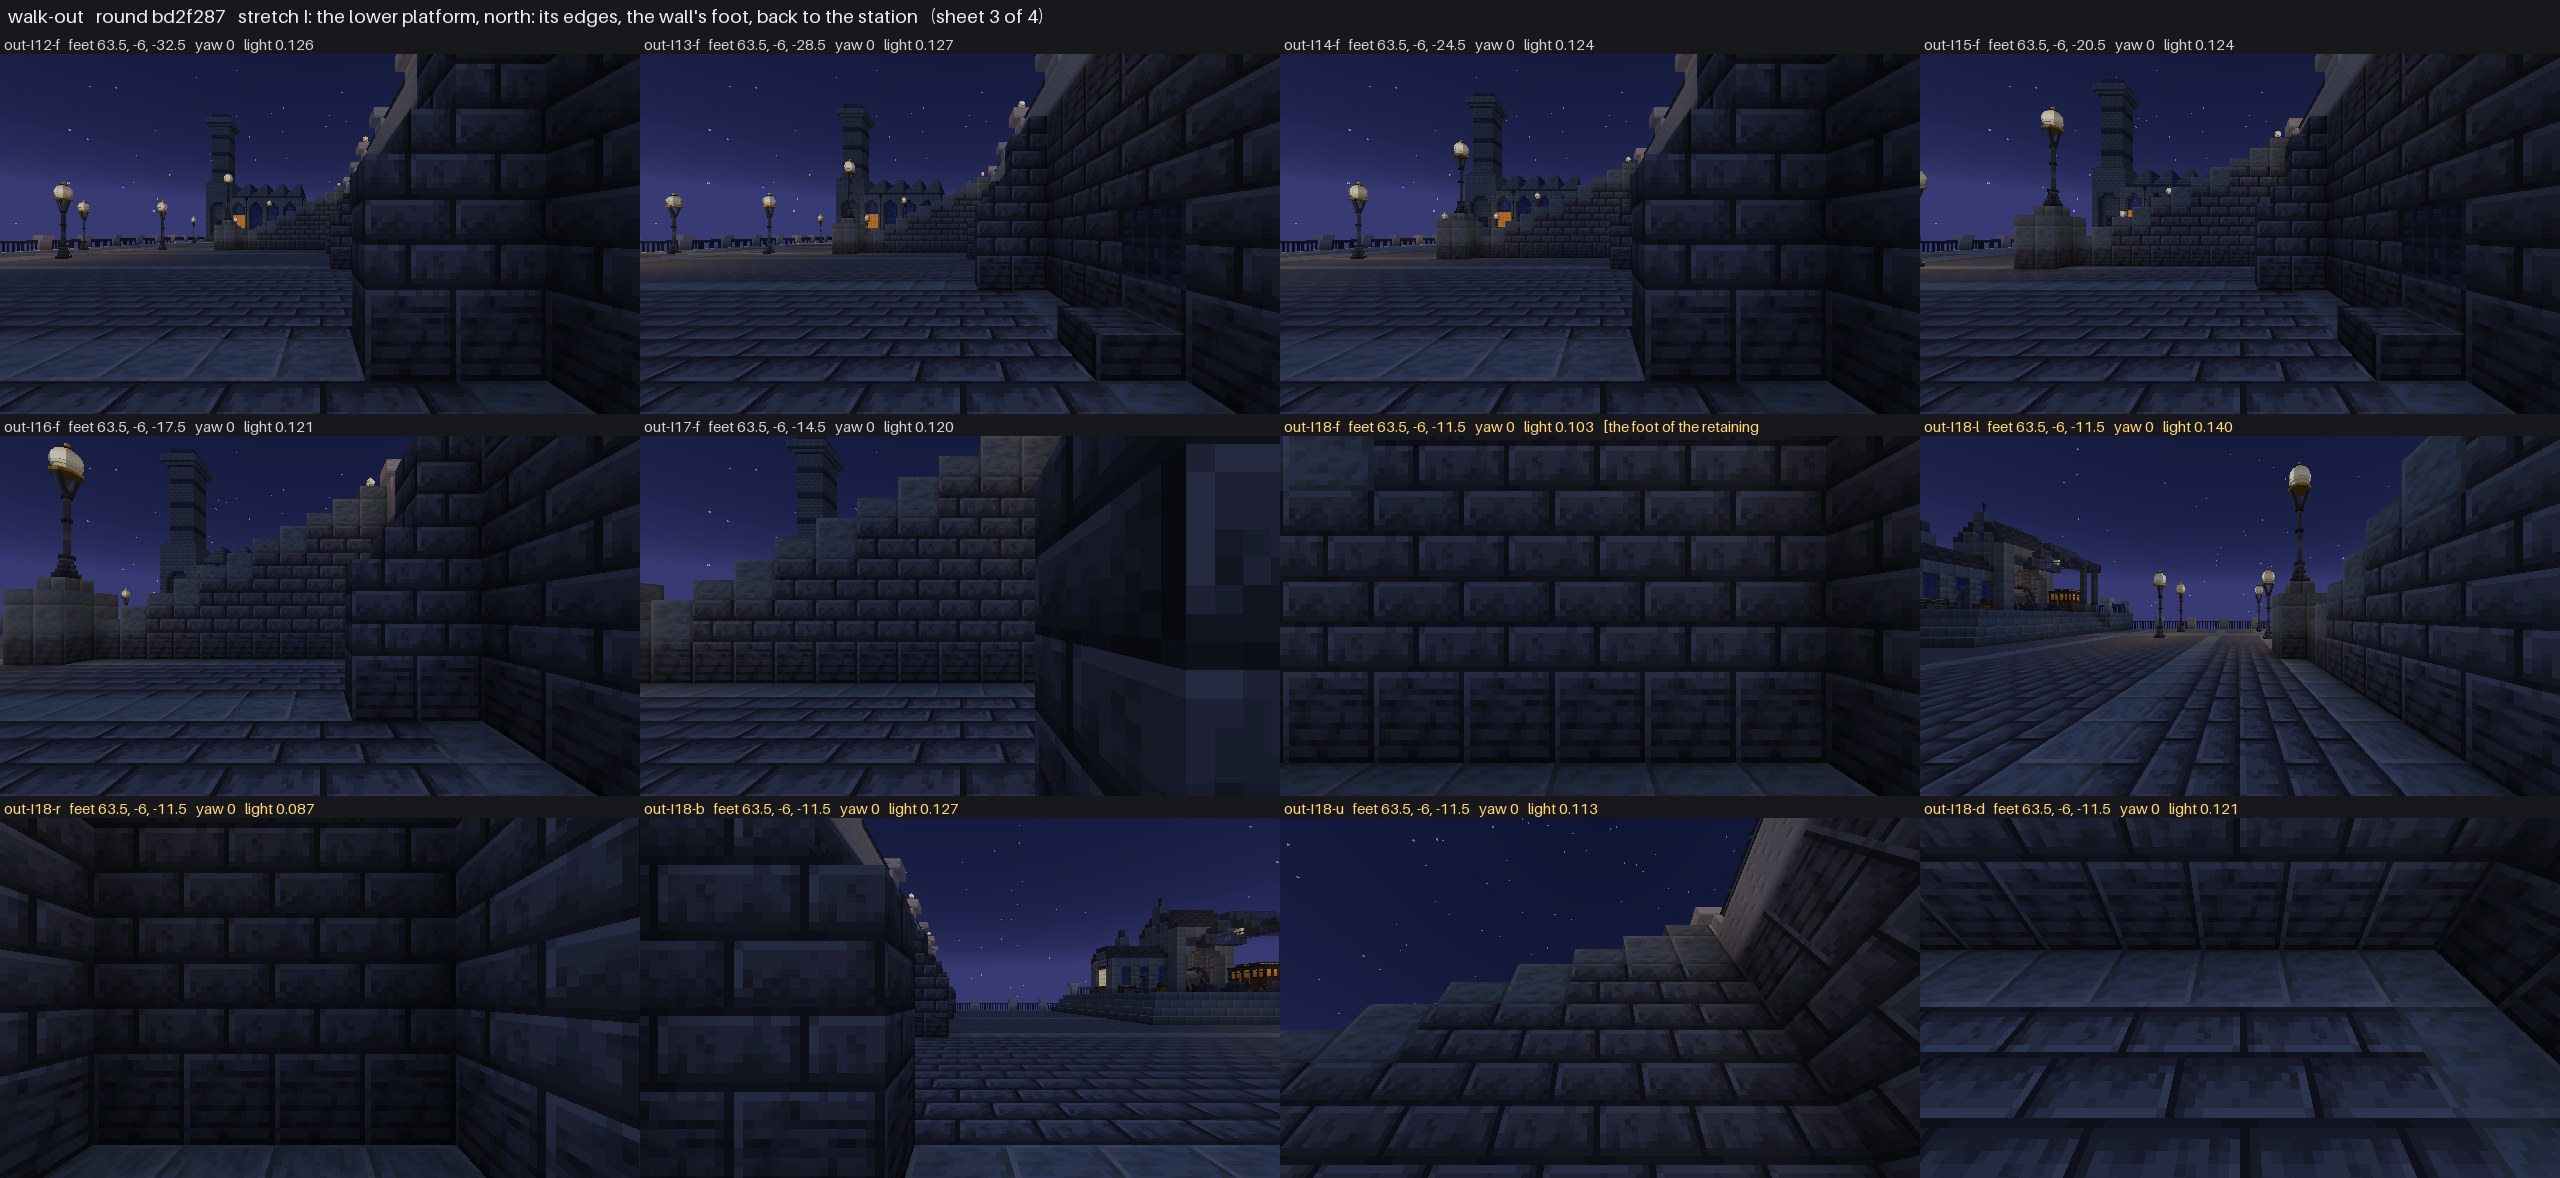 walk-out round bd2f287 stretch I: the lower platform, north: its edges, the wall's foot, back to the station (sheet 3 of 4)
out-I12-f feet 63.5, -6, -32.5 yaw 0 light 0.126
out-I13-f feet 63.5, -6, -28.5 yaw 0 light 0.127
out-I14-f feet 63.5, -6, -24.5 yaw 0 light 0.124
out-I15-f feet 63.5, -6, -20.5 yaw 0 light 0.124
out-I16-f feet 63.5, -6, -17.5 yaw 0 light 0.121
out-I17-f feet 63.5, -6, -14.5 yaw 0 light 0.120
out-I18-f feet 63.5, -6, -11.5 yaw 0 light 0.103 [the foot of the retaining
out-I18-l feet 63.5, -6, -11.5 yaw 0 light 0.140
out-I18-r feet 63.5, -6, -11.5 yaw 0 light 0.087
out-I18-b feet 63.5, -6, -11.5 yaw 0 light 0.127
out-I18-u feet 63.5, -6, -11.5 yaw 0 light 0.113
out-I18-d feet 63.5, -6, -11.5 yaw 0 light 0.121